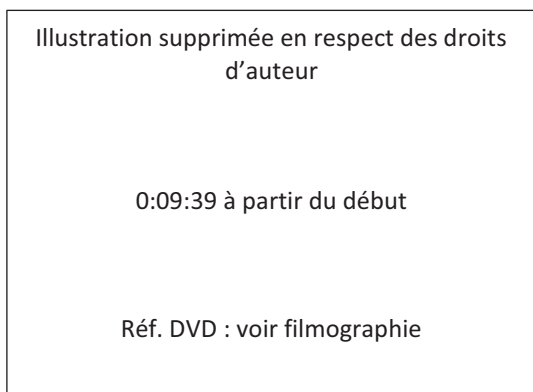 Illustration supprimée en respect des droits
d’auteur
0:09:39 à partir du début
Réf. DVD : voir filmographie